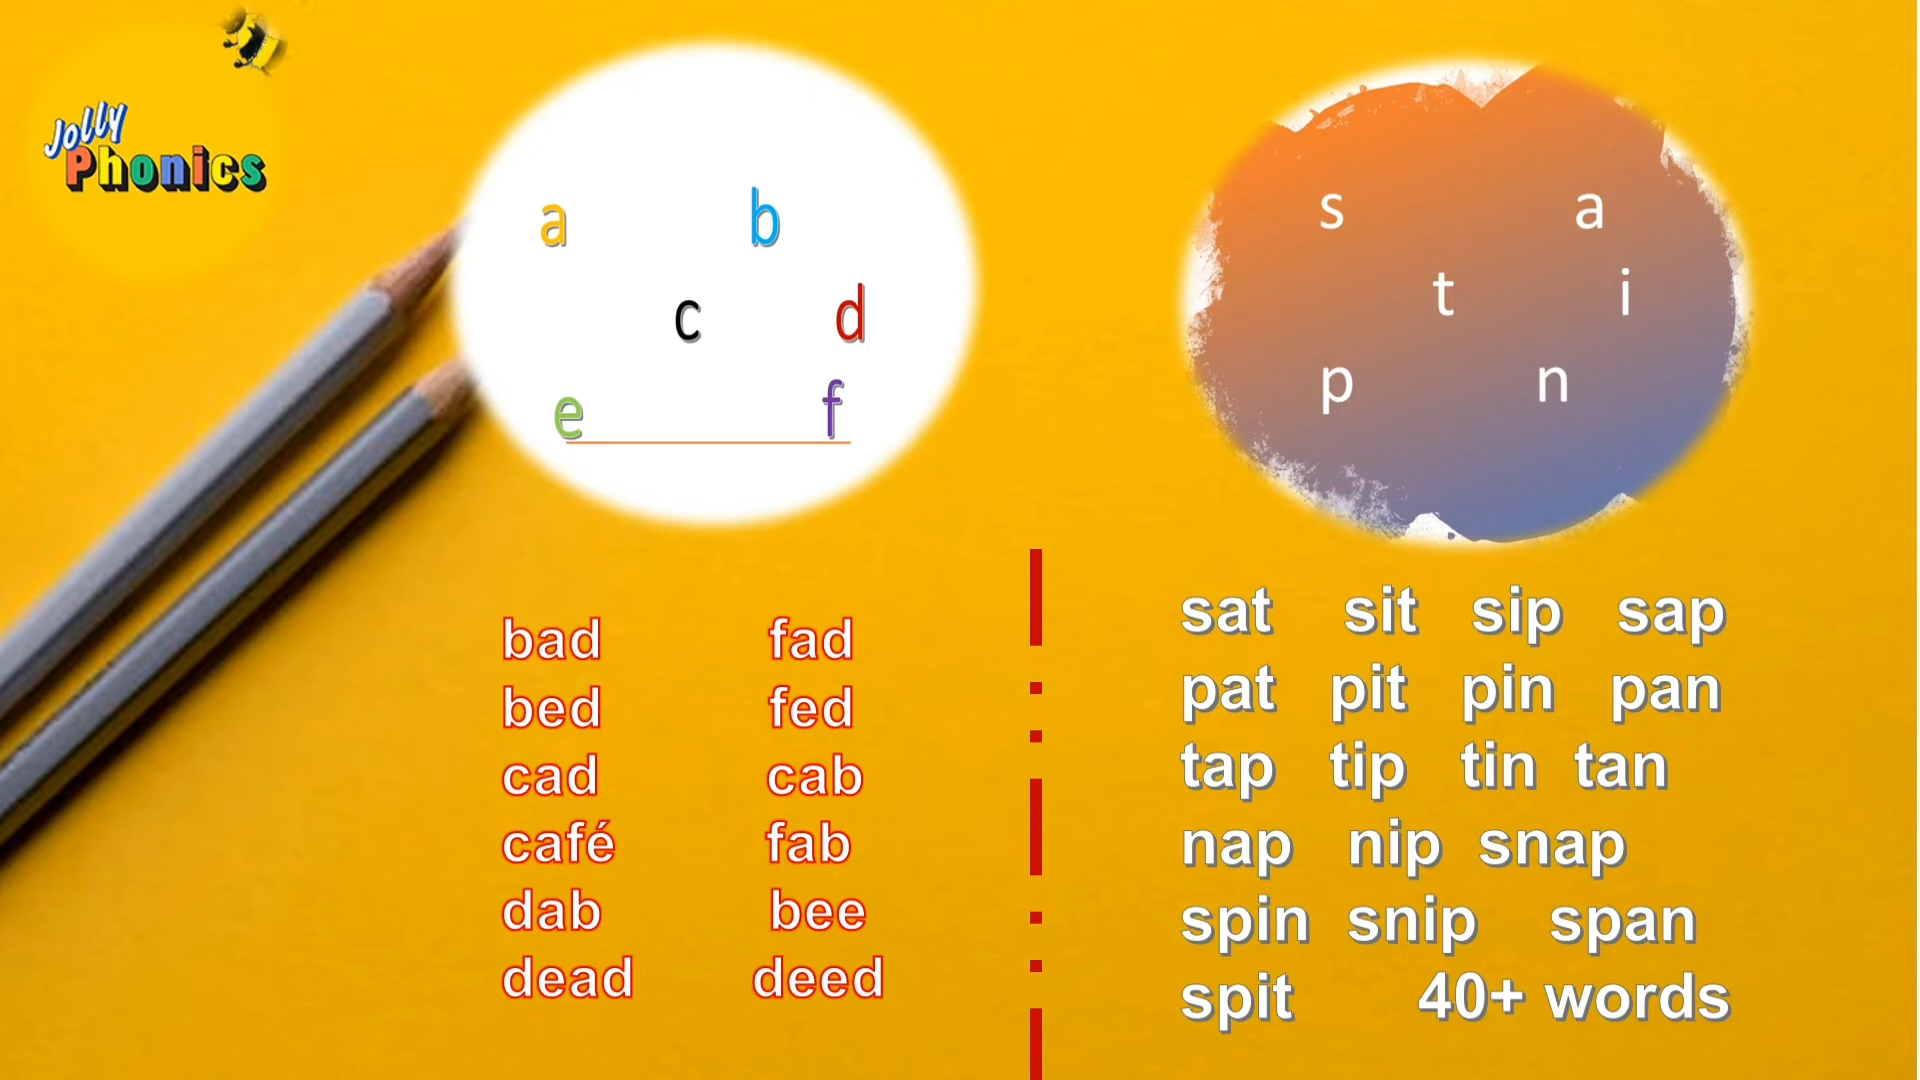 Jolly
Phonics
a b
c d
e f
s a
t i
p n
bad fad
bed fed
cad cab
café fab
dab bee
dead deed
sat sit sip sap
pat pit pin pan
tap tip tin tan
nap nip snap
spin snip span
spit 40+ words